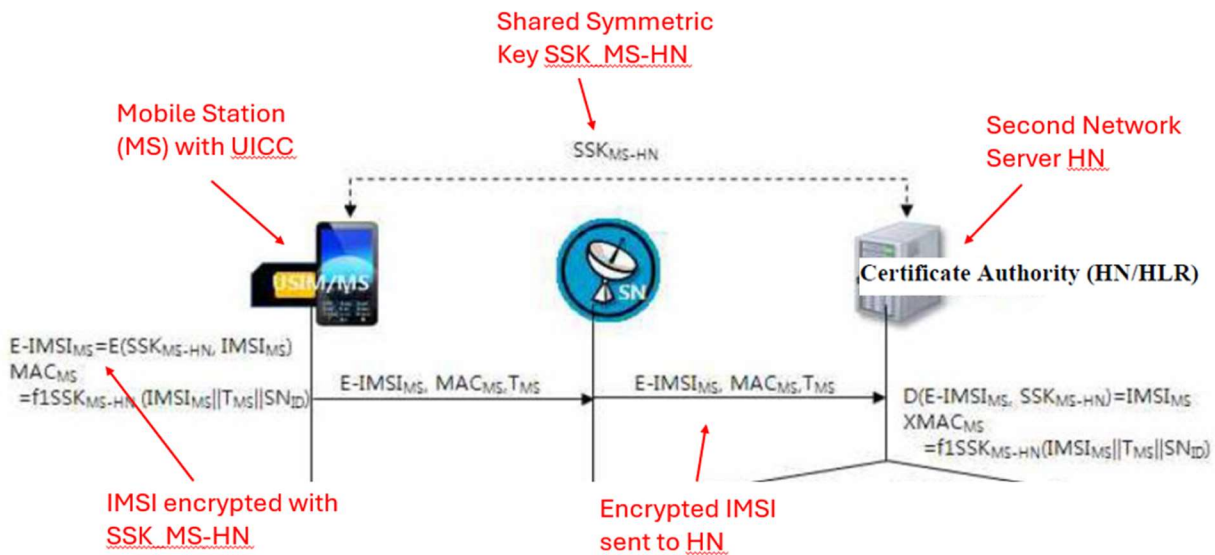 Shared Symmetric
Key SSK_MS-HN
Mobile Station
(MS) with UICC
Second Network
Server HN
SSKMS-HN
USIM/MS
SN
Certificate Authority (HN/HLR)
E-IMSIMS=E(SSKMS-HN, IMSIMS)
MACMS
=f1SSKMS-HN (IMSIMS||TMS||SNID)
E-IMSIMS, MACMS,TMS
E-IMSIMS, MACMS,TMS
D(E-IMSIMS, SSKMS-HN)=IMSIMS
XMACMS
=f1SSKMS-HN(IMSIMS||TMS||SNID)
IMSI encrypted with
SSK_MS-HN
Encrypted IMSI
sent to HN